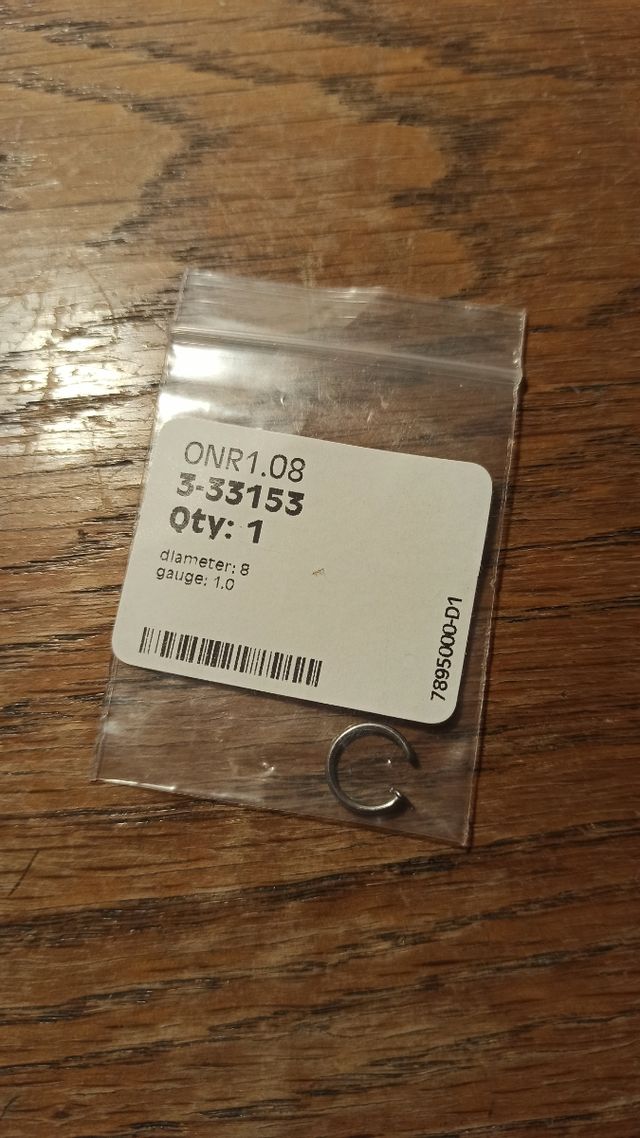 ONR1.08
3-33153
Qty: 1
diameter: 8
gauge: 1.0
7895000-D1